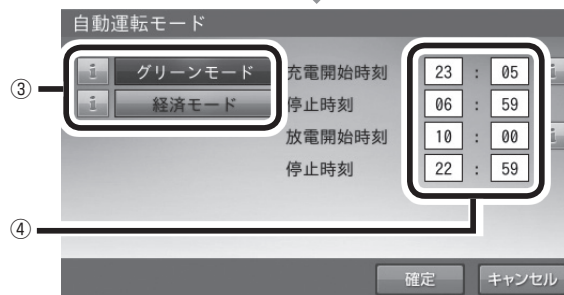 自動運転モード
③
i グリーンモード 充電開始時刻 23 : 05 i
i 経済モード 停止時刻 06 : 59
放電開始時刻 10 : 00 i
停止時刻 22 : 59
④
確定 キャンセル